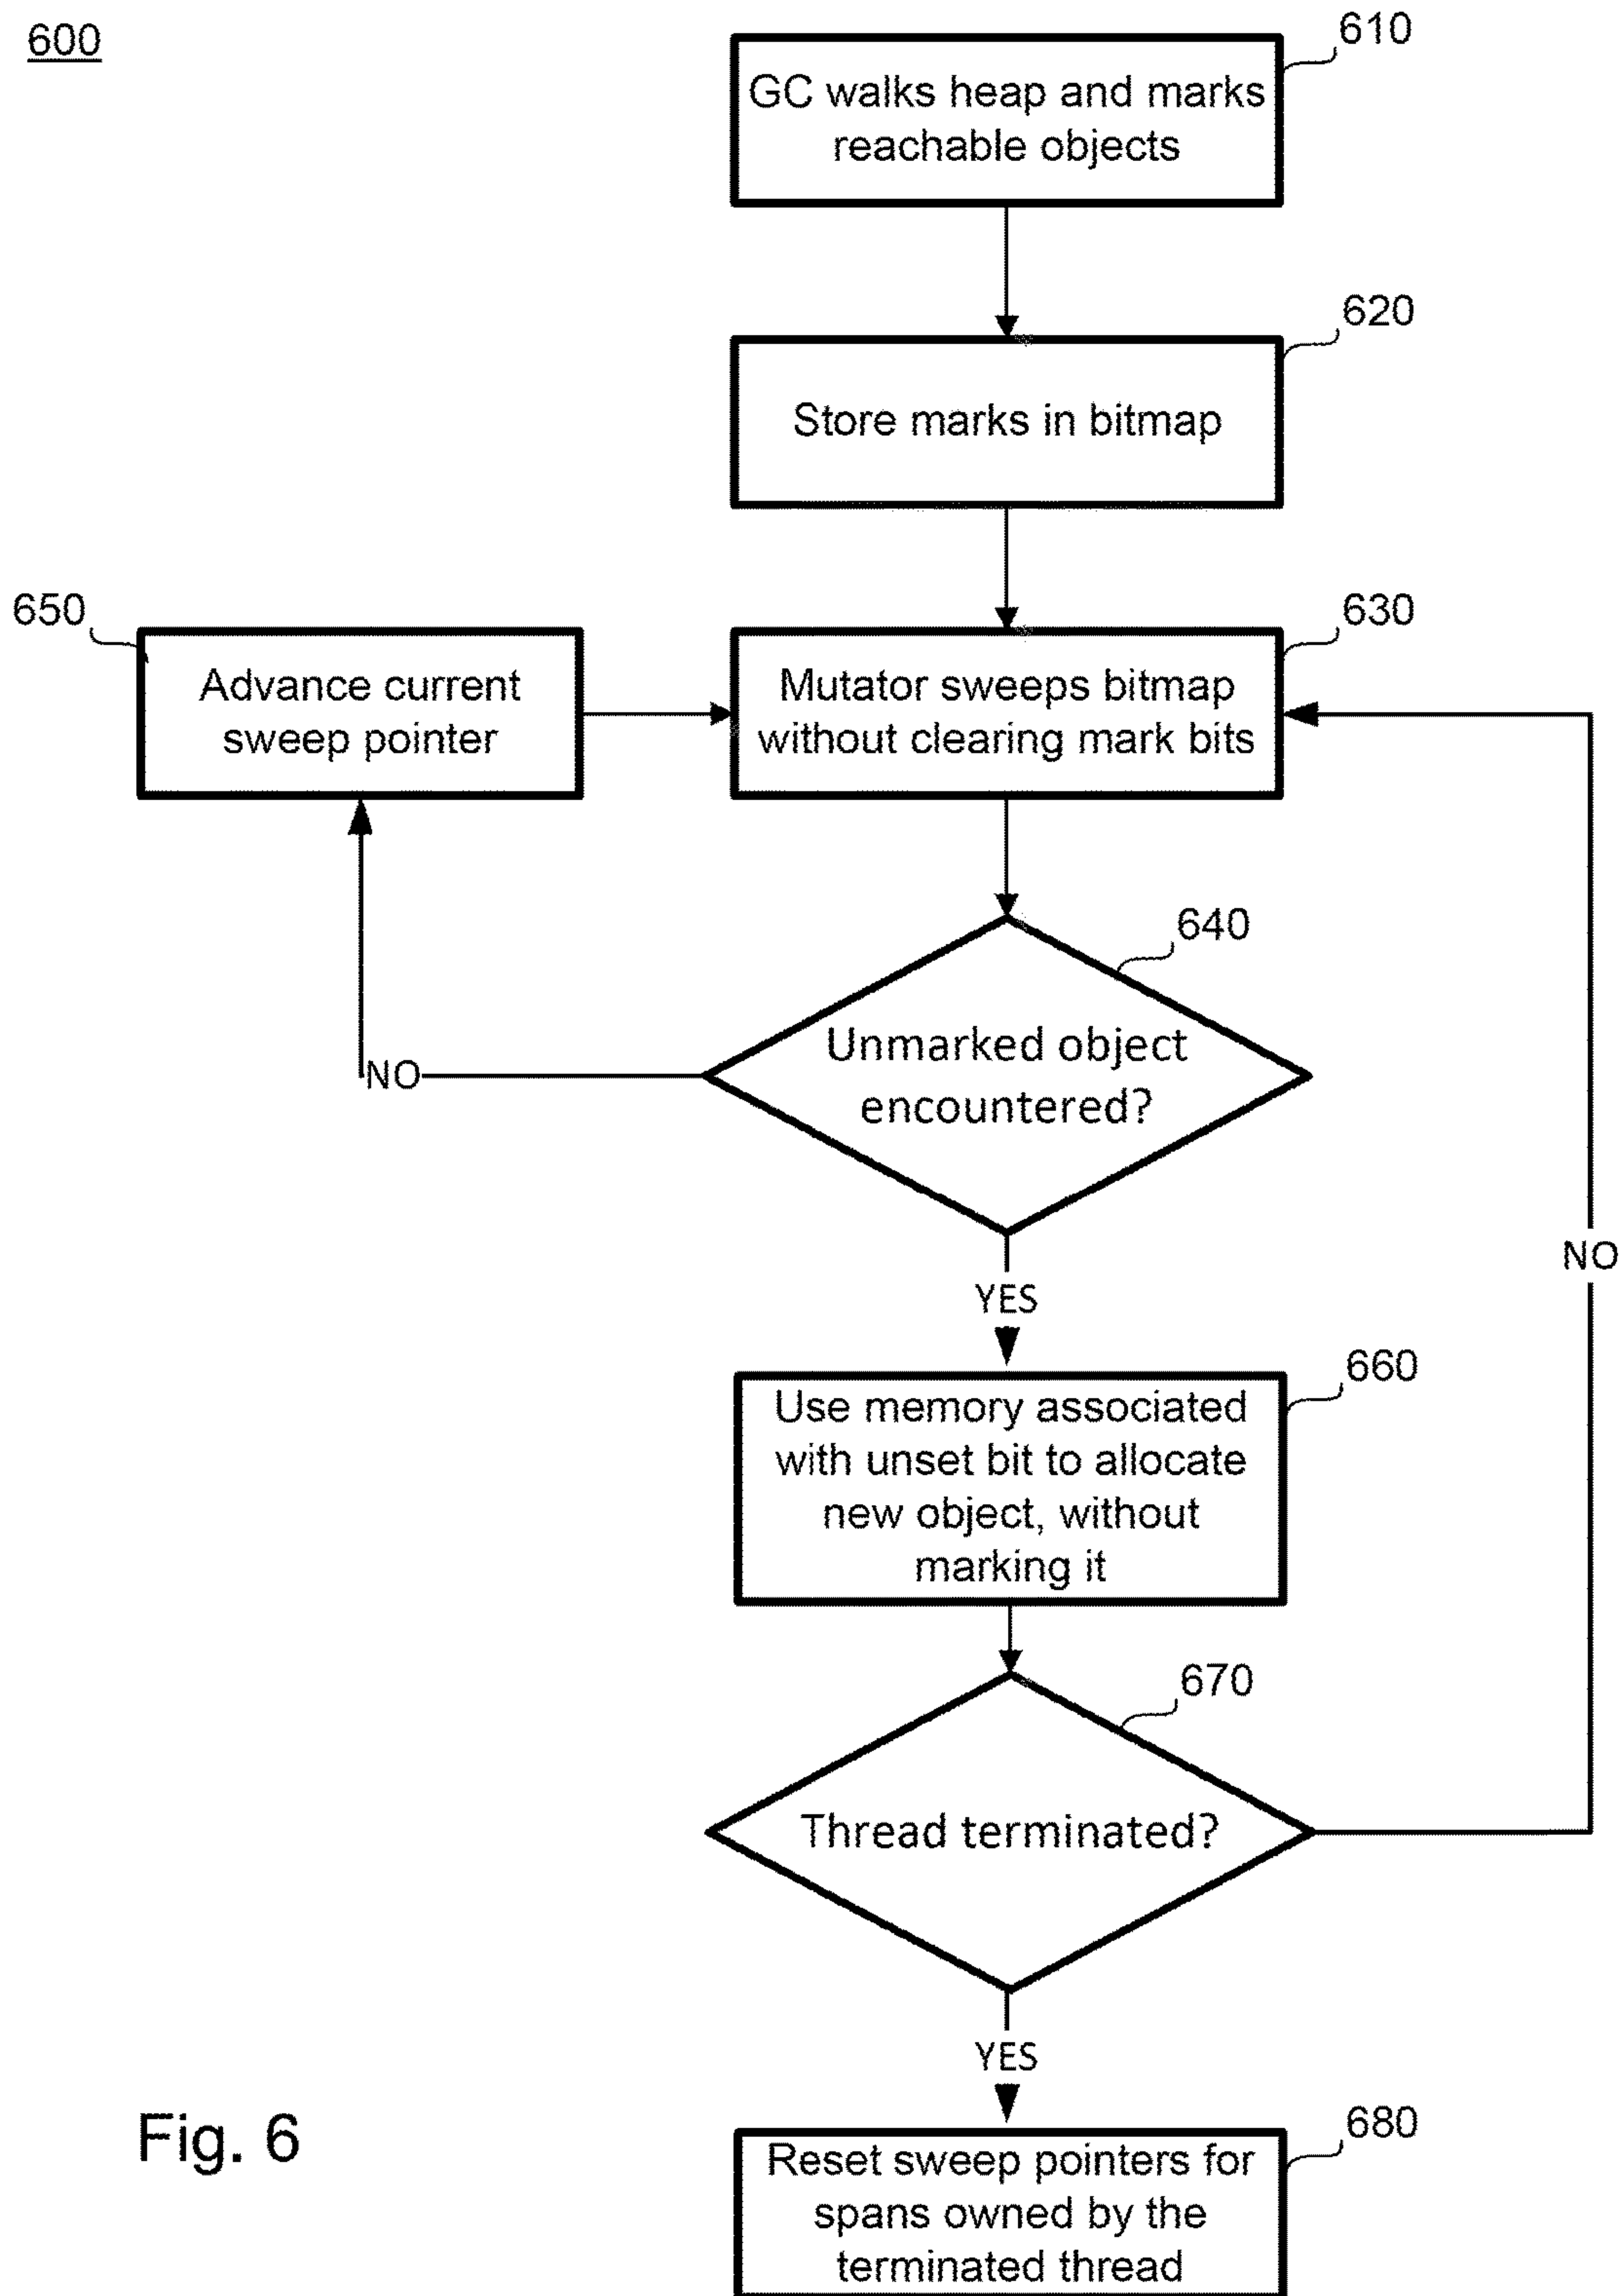 600
610
GC walks heap and marks
reachable objects
620
Store marks in bitmap
650
Advance current
sweep pointer
630
Mutator sweeps bitmap
without clearing mark bits
640
Unmarked object
encountered?
NO
YES
NO
660
Use memory associated
with unset bit to allocate
new object, without
marking it
670
Thread terminated?
YES
680
Reset sweep pointers for
spans owned by the
terminated thread
Fig. 6